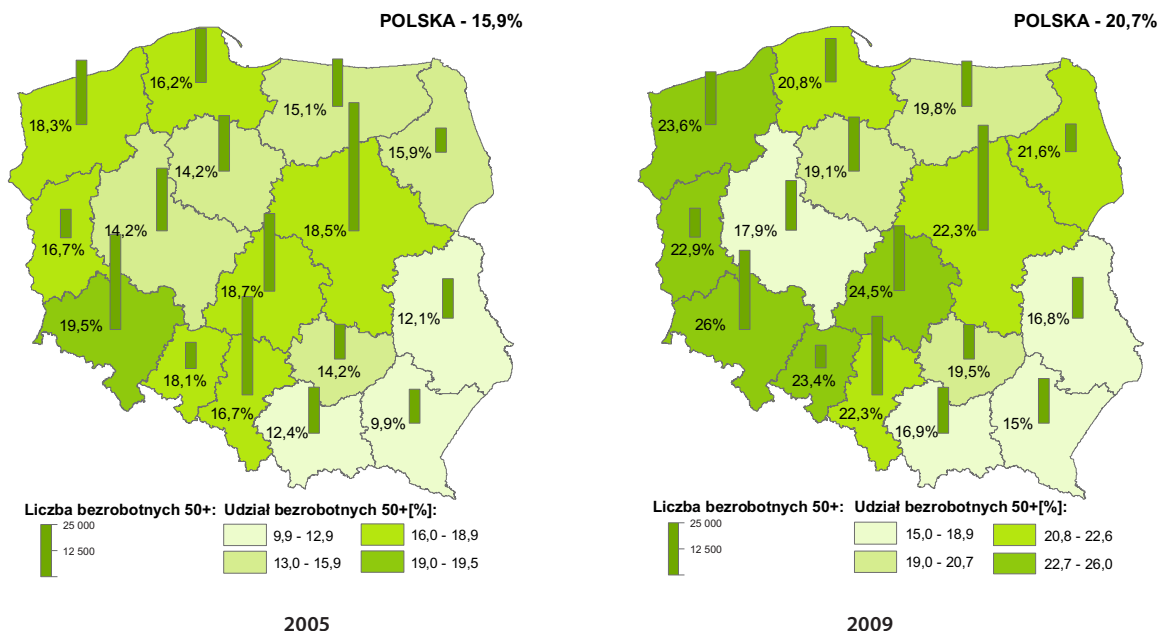 POLSKA - 15,9%
16,2%
15,1%
18,3%
15,9%
14,2%
14,2%
18,5%
16,7%
18,7%
12,1%
19,5%
14,2%
18,1%
16,7%
12,4%
9,9%
Liczba bezrobotnych 50+:
25 000
12 500
Udział bezrobotnych 50+[%]:
9,9 - 12,9
16,0 - 18,9
13,0 - 15,9
19,0 - 19,5
2005
POLSKA - 20,7%
20,8%
19,8%
23,6%
21,6%
19,1%
17,9%
22,3%
22,9%
24,5%
26%
16,8%
19,5%
23,4%
22,3%
16,9%
15%
Liczba bezrobotnych 50+:
25 000
12 500
Udział bezrobotnych 50+[%]:
15,0 - 18,9
20,8 - 22,6
19,0 - 20,7
22,7 - 26,0
2009